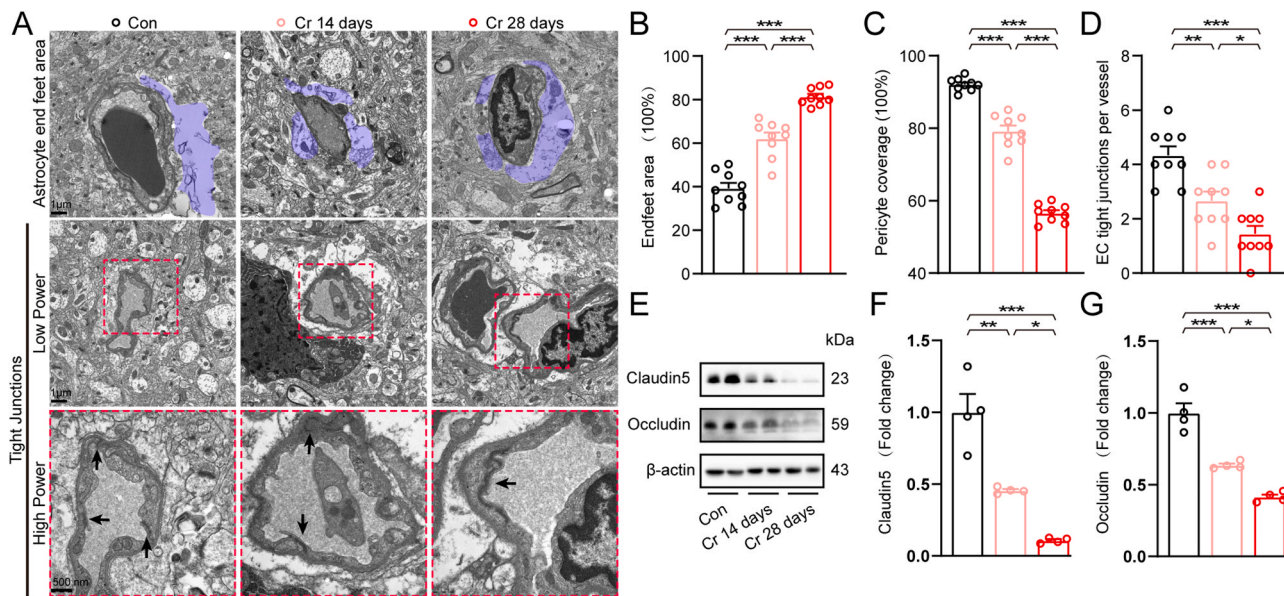 Con
Cr 14 days
Cr 28 days
A
Astrocyte end feet area
1μm
Tight Junctions
Low Power
1μm
High Power
500 nm
B
***
*** ***
Endfeet area (100%)
100
80
60
40
20
0
C
***
*** ***
Pericyte coverage (100%)
100
80
60
40
D
***
** *
EC tight junctions per vessel
8
6
4
2
0
E
kDa
Claudin5 23
Occludin 59
β-actin 43
Con
Cr 14 days
Cr 28 days
F
***
** *
Claudin5 (Fold change)
1.5
1.0
0.5
0.0
G
***
*** *
Occludin (Fold change)
1.5
1.0
0.5
0.0